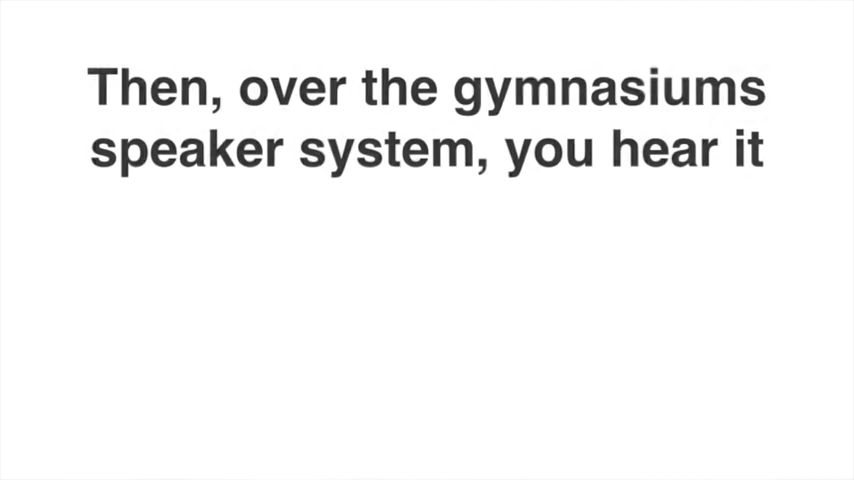 Then, over the gymnasiums
speaker system, you hear it